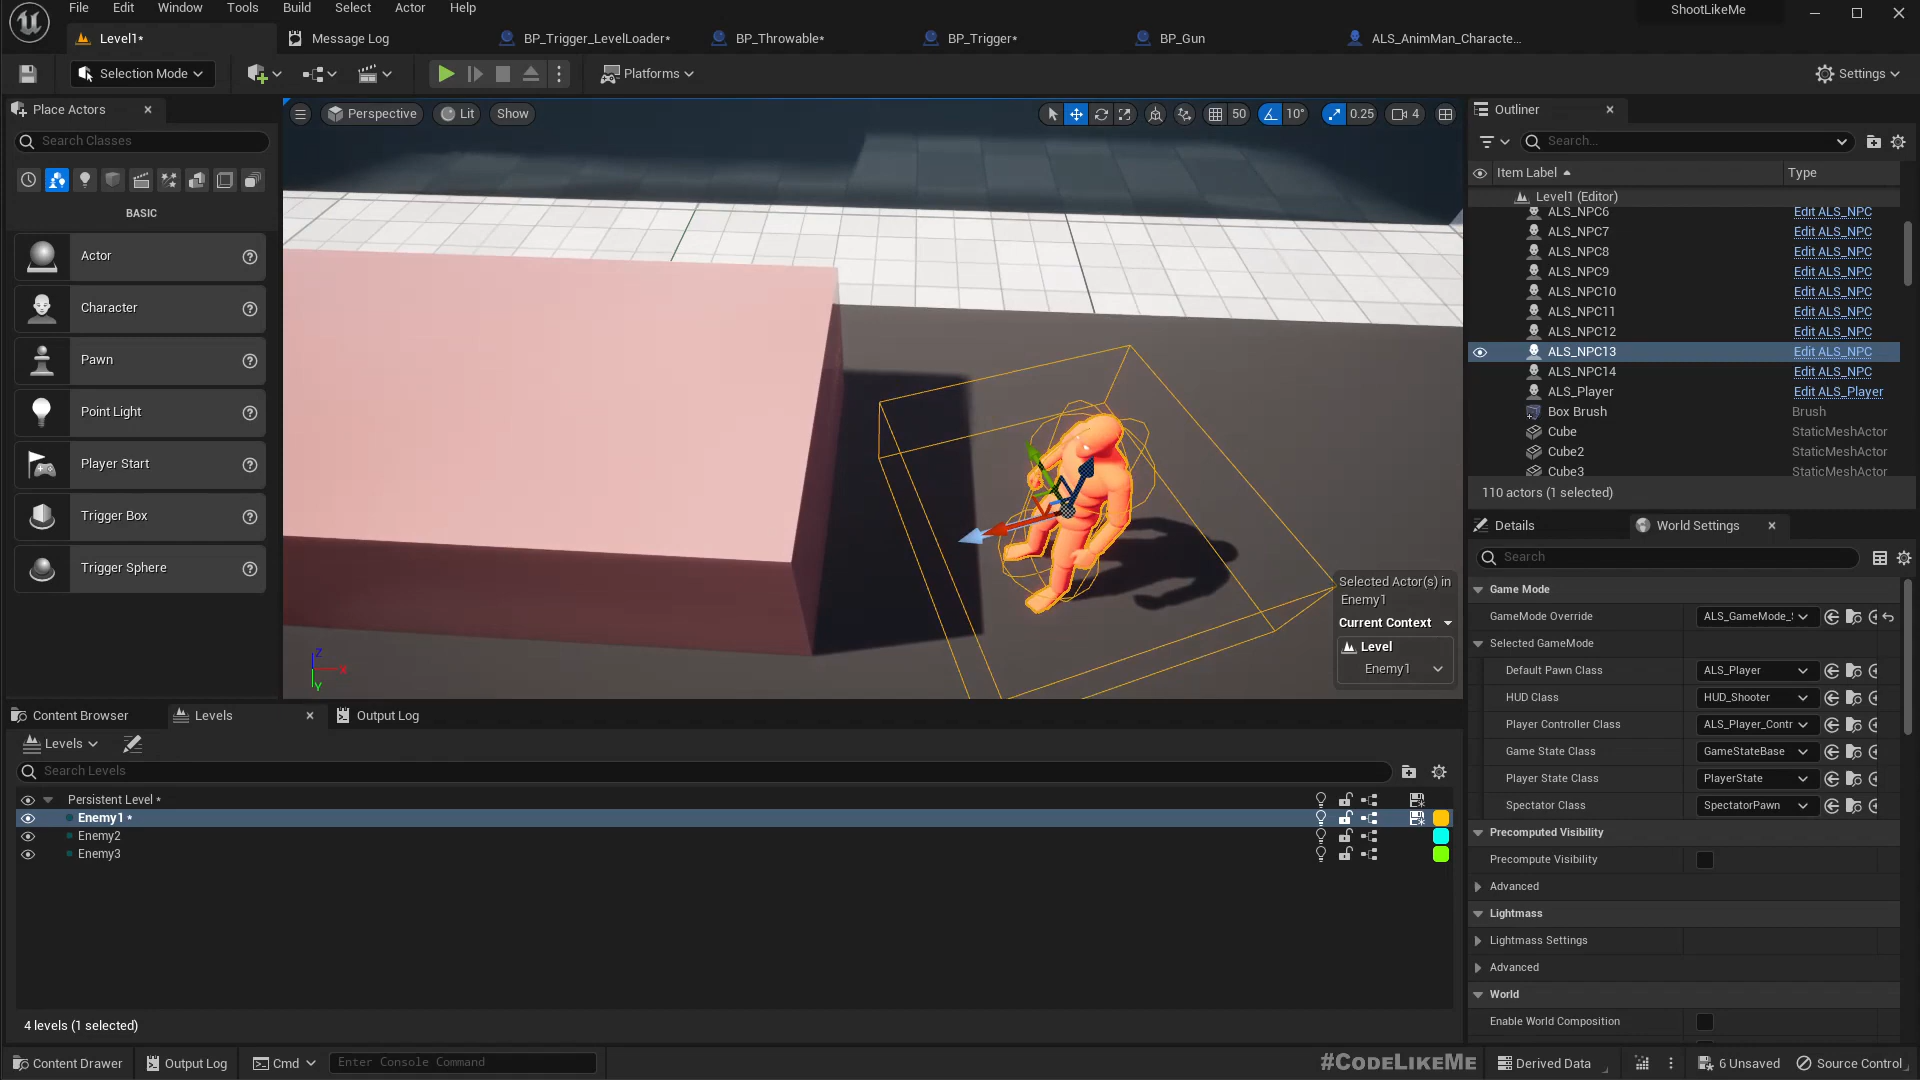 File Edit Window Tools Build Select Actor Help
ShootLikeMe
Level1*
Message Log
BP_Trigger_LevelLoader*
BP_Throwable*
BP_Trigger*
BP_Gun
ALS_AnimMan_Characte...
Selection Mode
Platforms
Settings
Place Actors
Search Classes
BASIC
Actor
Character
Pawn
Point Light
Player Start
Trigger Box
Trigger Sphere
Perspective
Lit
Show
50
10°
0.25
4
Selected Actor(s) in
Enemy1
Current Context
Level
Enemy1
Z
X
Y
Outliner
Search...
Item Label Type
Level1 (Editor)
ALS_NPC6 Edit ALS_NPC
ALS_NPC7 Edit ALS_NPC
ALS_NPC8 Edit ALS_NPC
ALS_NPC9 Edit ALS_NPC
ALS_NPC10 Edit ALS_NPC
ALS_NPC11 Edit ALS_NPC
ALS_NPC12 Edit ALS_NPC
ALS_NPC13 Edit ALS_NPC
ALS_NPC14 Edit ALS_NPC
ALS_Player Edit ALS_Player
Box Brush Brush
Cube StaticMeshActor
Cube2 StaticMeshActor
Cube3 StaticMeshActor
110 actors (1 selected)
Details
World Settings
Search
Game Mode
GameMode Override ALS_GameMode_
Selected GameMode
Default Pawn Class ALS_Player
HUD Class HUD_Shooter
Player Controller Class ALS_Player_Contr
Game State Class GameStateBase
Player State Class PlayerState
Spectator Class SpectatorPawn
Precomputed Visibility
Precompute Visibility
Advanced
Lightmass
Lightmass Settings
Advanced
World
Enable World Composition
Content Browser
Levels
Output Log
Levels
Search Levels
Persistent Level *
Enemy1 *
Enemy2
Enemy3
4 levels (1 selected)
Content Drawer
Output Log
Cmd
Enter Console Command
#CODELIKEME
Derived Data
6 Unsaved
Source Control